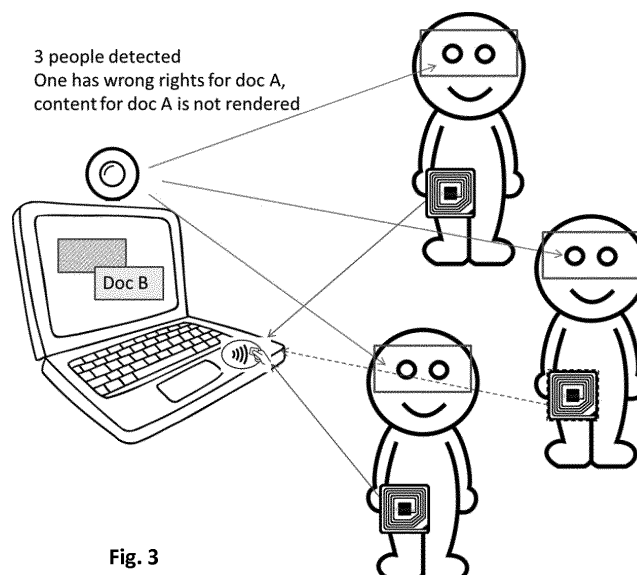 3 people detected
One has wrong rights for doc A,
content for doc A is not rendered
Doc B
Fig. 3